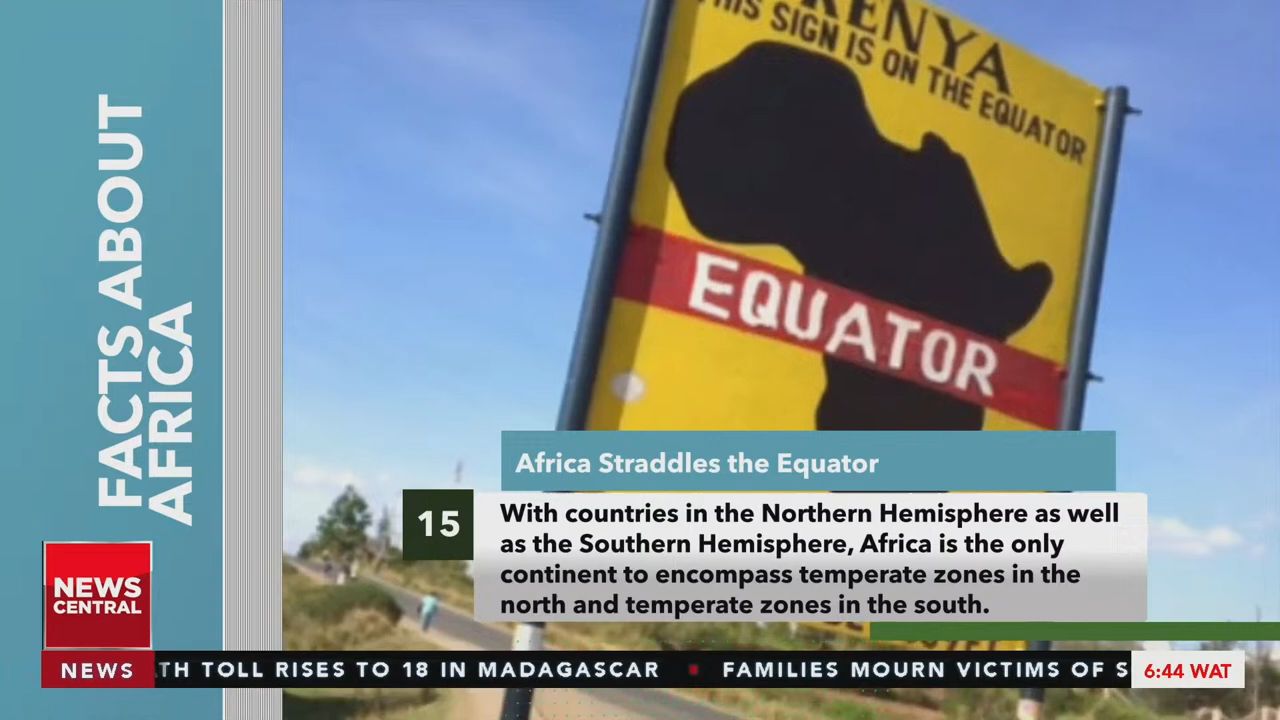 FACTS ABOUT
AFRICA
KENYA
THIS SIGN IS ON THE EQUATOR
EQUATOR
Africa Straddles the Equator
15
With countries in the Northern Hemisphere as well
as the Southern Hemisphere, Africa is the only
continent to encompass temperate zones in the
north and temperate zones in the south.
NEWS
CENTRAL
NEWS
TH TOLL RISES TO 18 IN MADAGASCAR ▪ FAMILIES MOURN VICTIMS OF S
6:44 WAT